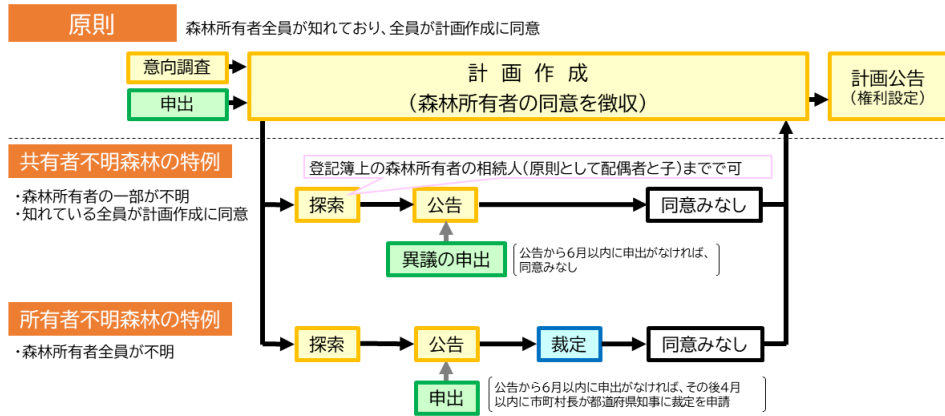 原則
森林所有者全員が知れており、全員が計画作成に同意
意向調査
申出
計画作成
（森林所有者の同意を徴収）
計画公告
（権利設定）
共有者不明森林の特例
・森林所有者の一部が不明
・知れている全員が計画作成に同意
登記簿上の森林所有者の相続人（原則として配偶者と子）までで可
探索
公告
同意みなし
異議の申出
公告から6月以内に申出がなければ、
同意みなし
所有者不明森林の特例
・森林所有者全員が不明
探索
公告
裁定
同意みなし
申出
公告から6月以内に申出がなければ、その後4月
以内に市町村長が都道府県知事に裁定を申請